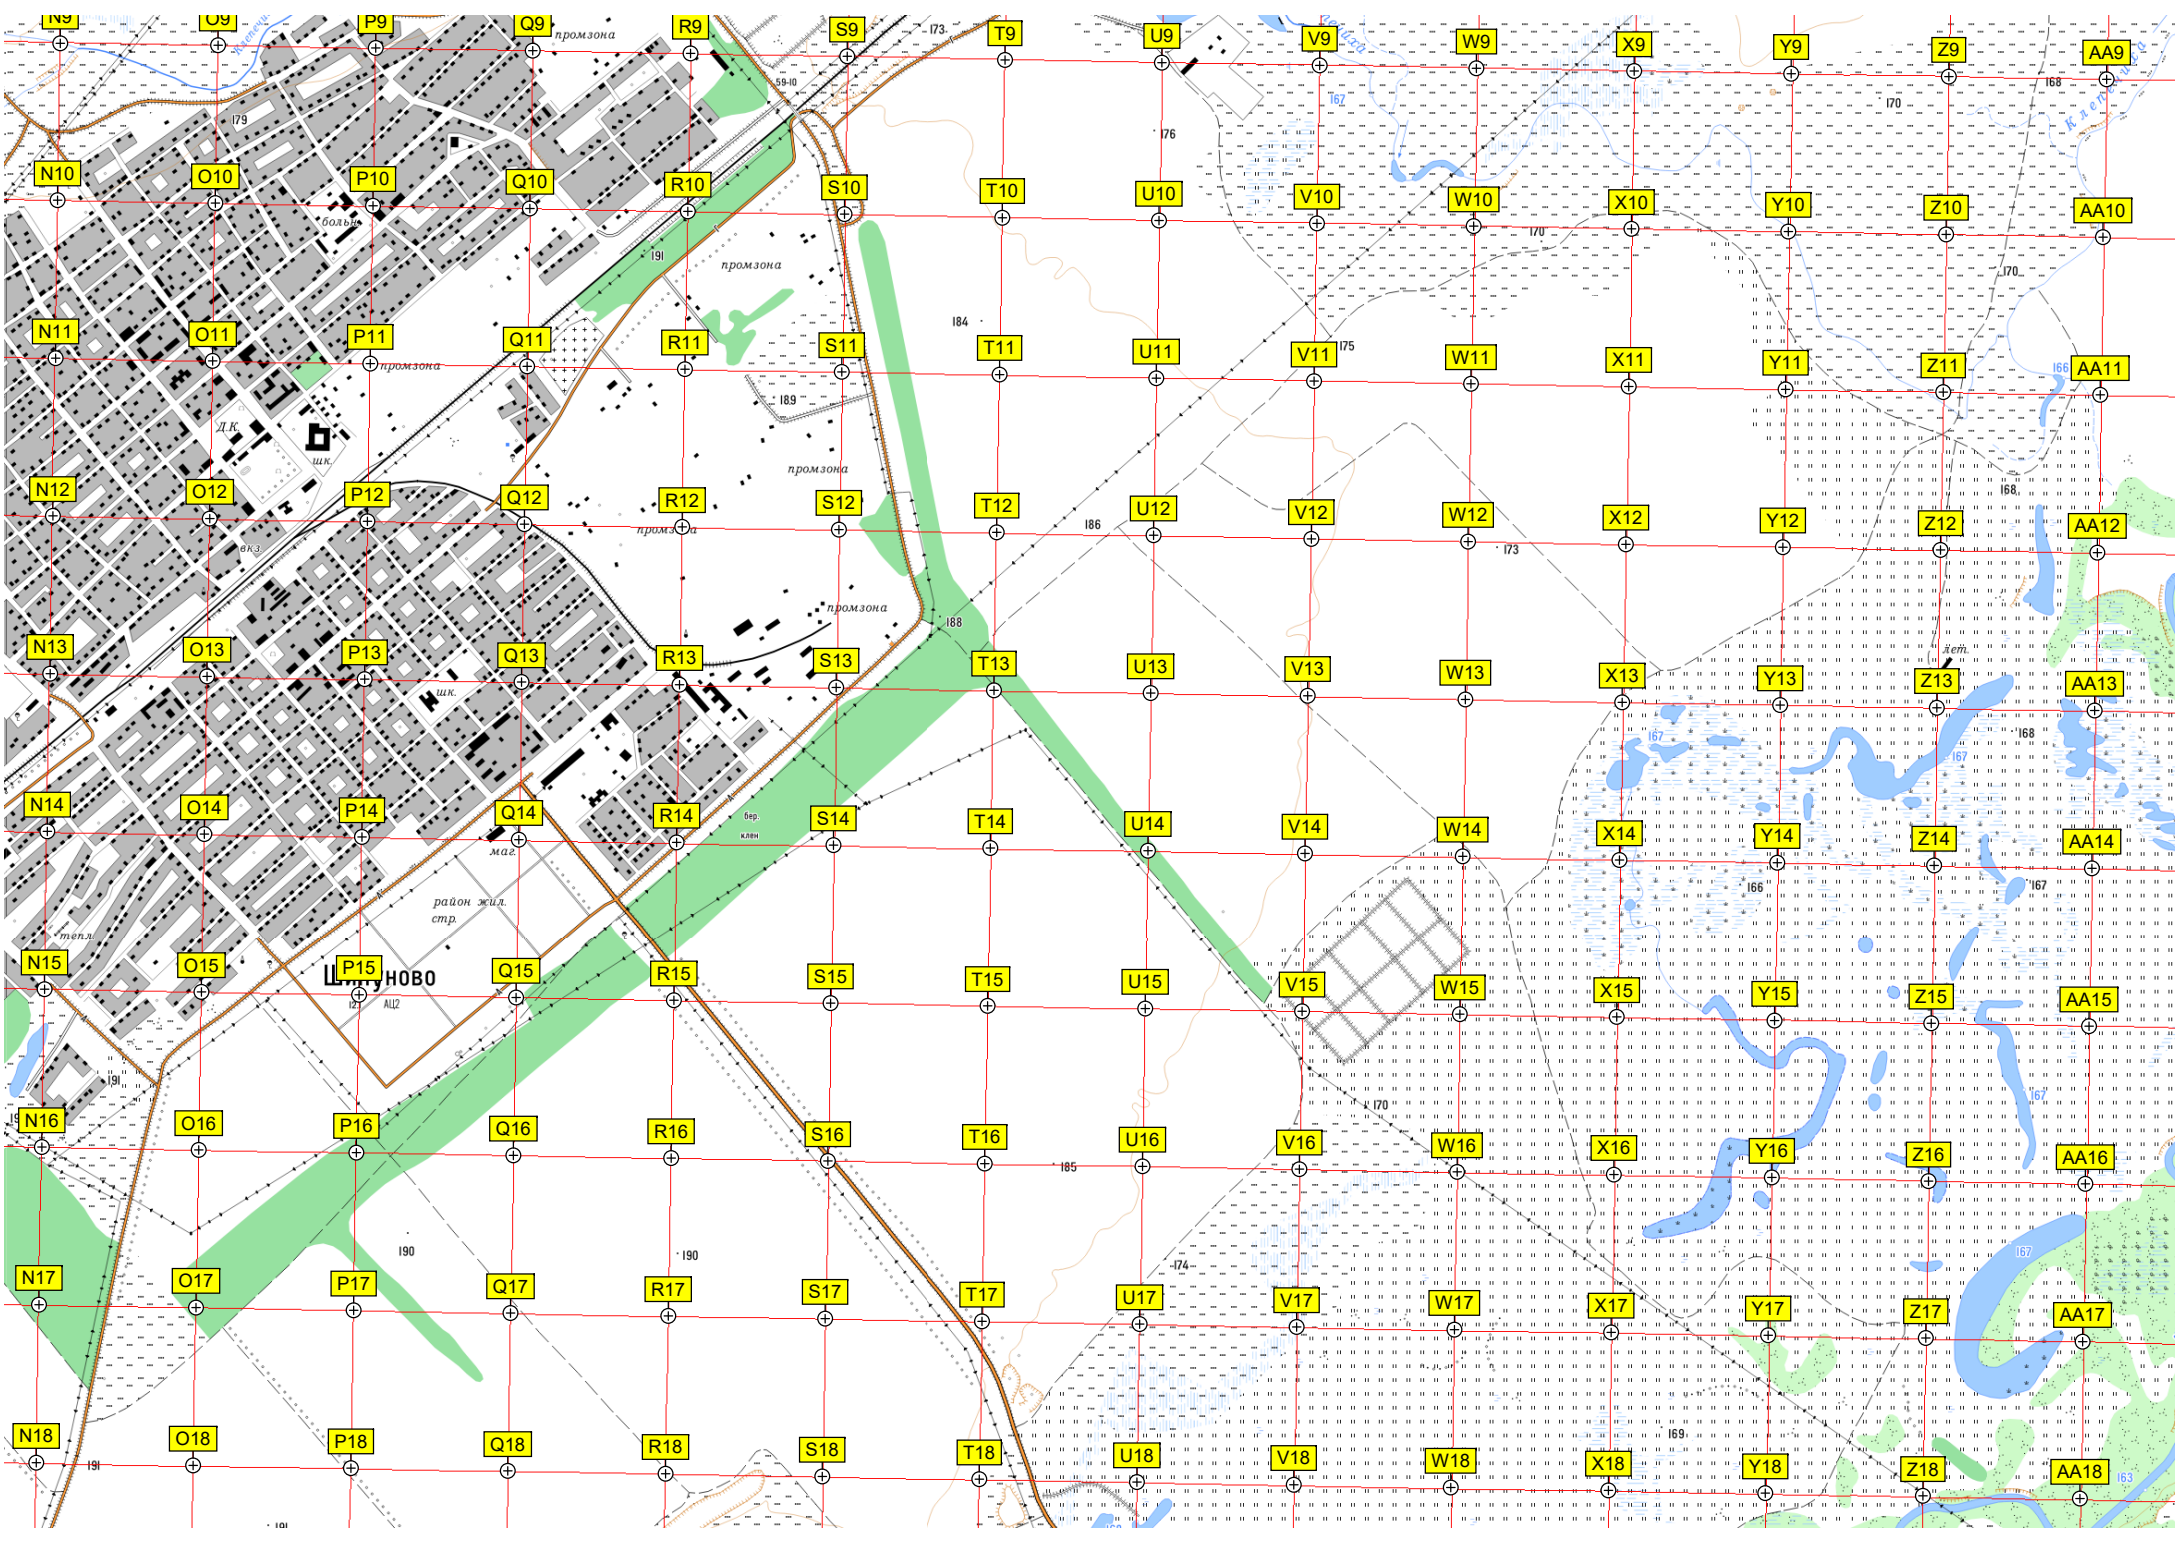 N9 O9 P9 Q9 R9 S9 T9 U9 V9 W9 X9 Y9 Z9 AA9
промзона
173
59-10
167
168
170
179
176
Клепечиха
N10 O10 P10 Q10 R10 S10 T10 U10 V10 W10 X10 Y10 Z10 AA10
больн.
170
191
промзона
170
184
N11 O11 P11 Q11 R11 S11 T11 U11 V11 W11 X11 Y11 Z11 AA11
175
промзона
166
189
Д.К.
шк.
промзона
168
N12 O12 P12 Q12 R12 S12 T12 U12 V12 W12 X12 Y12 Z12 AA12
186
173
вкз.
промзона
188
лет.
N13 O13 P13 Q13 R13 S13 T13 U13 V13 W13 X13 Y13 Z13 AA13
шк.
167
168
167
N14 O14 P14 Q14 R14 S14 T14 U14 V14 W14 X14 Y14 Z14 AA14
бер.
клен
маг.
166
167
район жил.
стр.
тепл.
N15 O15 P15 Q15 R15 S15 T15 U15 V15 W15 X15 Y15 Z15 AA15
АЦ2
191
167
170
N16 O16 P16 Q16 R16 S16 T16 U16 V16 W16 X16 Y16 Z16 AA16
185
190
190
174
167
N17 O17 P17 Q17 R17 S17 T17 U17 V17 W17 X17 Y17 Z17 AA17
169
N18 O18 P18 Q18 R18 S18 T18 U18 V18 W18 X18 Y18 Z18 AA18
191
163
191